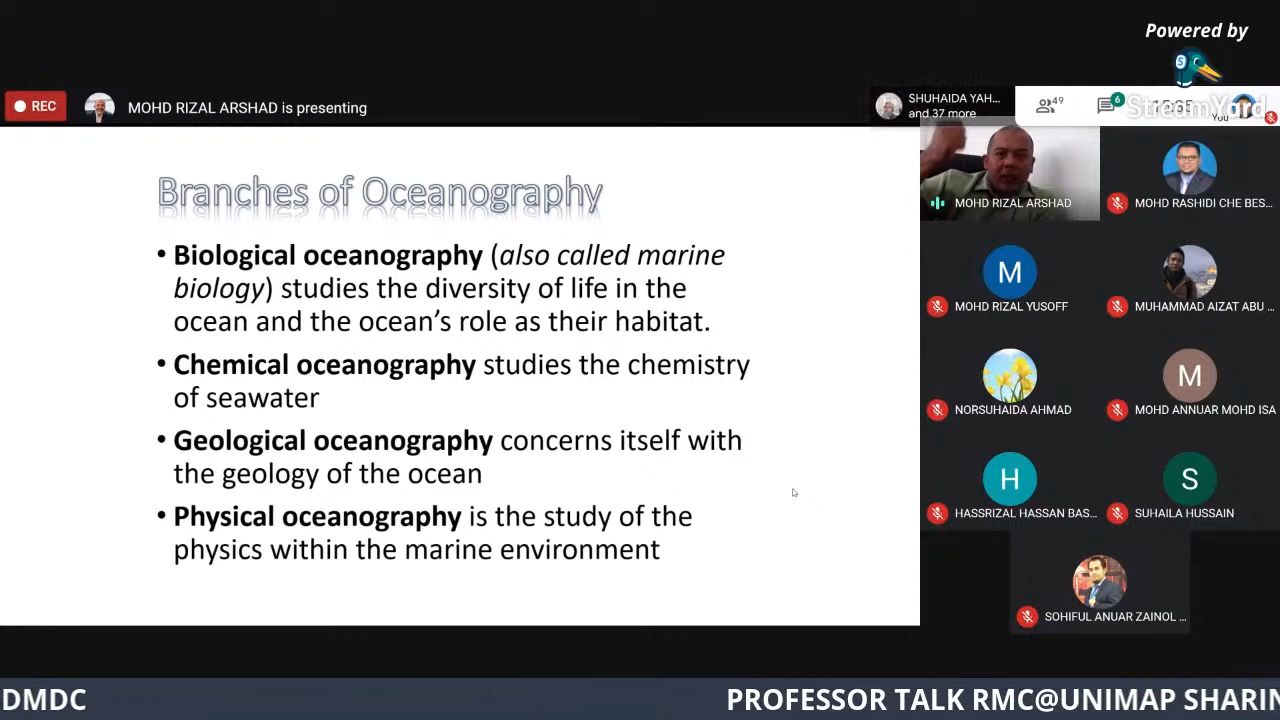 Powered by
S
REC
MOHD RIZAL ARSHAD is presenting
SHUHAIDA YAH...
and 37 more
49
6
You
StreamYard
Branches of Oceanography
• Biological oceanography (also called marine
biology) studies the diversity of life in the
ocean and the ocean’s role as their habitat.
• Chemical oceanography studies the chemistry
of seawater
• Geological oceanography concerns itself with
the geology of the ocean
• Physical oceanography is the study of the
physics within the marine environment
MOHD RIZAL ARSHAD
MOHD RASHIDI CHE BES...
M
MOHD RIZAL YUSOFF
MUHAMMAD AIZAT ABU ...
NORSUHAIDA AHMAD
M
MOHD ANNUAR MOHD ISA
H
HASSRIZAL HASSAN BAS...
S
SUHAILA HUSSAIN
SOHIFUL ANUAR ZAINOL ...
DMDC
PROFESSOR TALK RMC@UNIMAP SHARIN